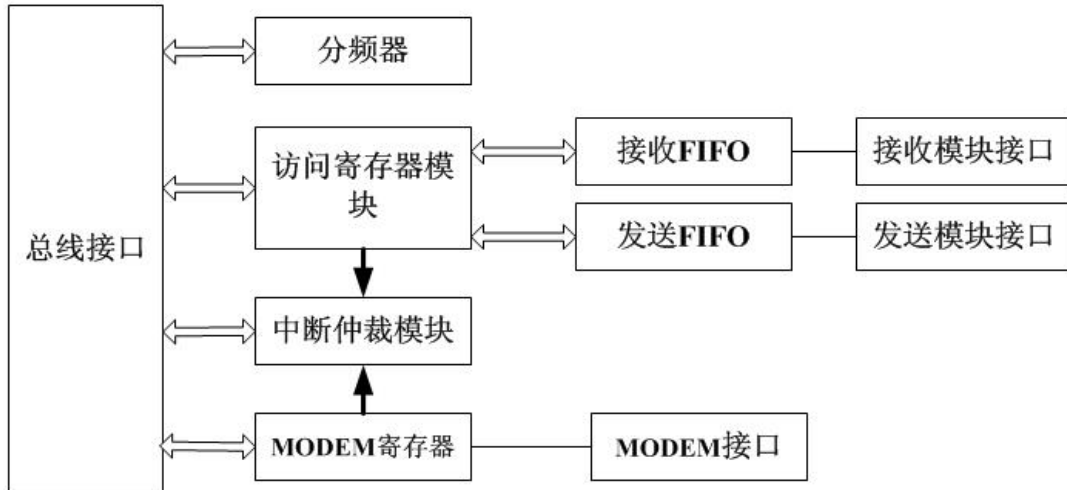 总线接口
分频器
访问寄存器模
块
接收FIFO
接收模块接口
发送FIFO
发送模块接口
中断仲裁模块
MODEM寄存器
MODEM接口